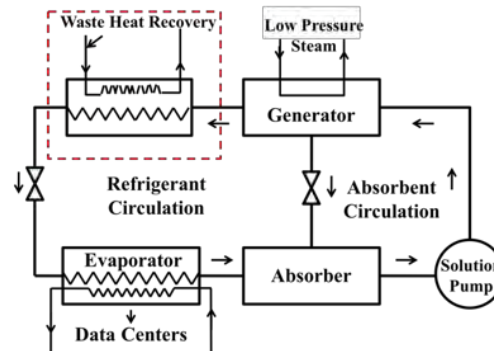 Waste Heat Recovery
Low Pressure
Steam
Generator
Refrigerant
Circulation
Absorbent
Circulation
Evaporator
Absorber
Solution
Pump
Data Centers